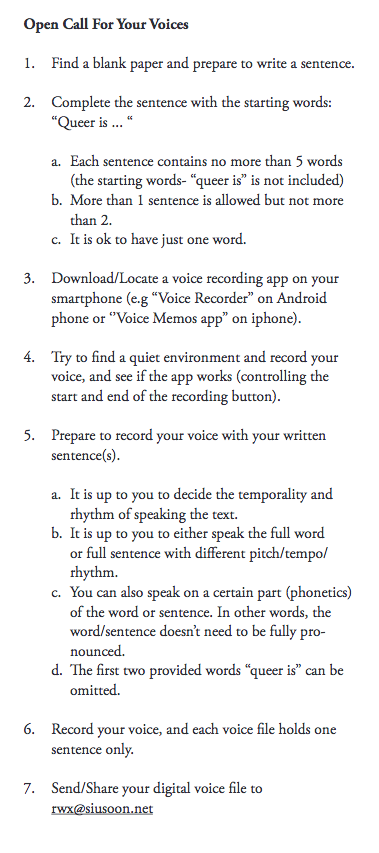 Open Call For Your Voices
1. Find a blank paper and prepare to write a sentence.
2. Complete the sentence with the starting words:
“Queer is ... “
a. Each sentence contains no more than 5 words
(the starting words- “queer is” is not included)
b. More than 1 sentence is allowed but not more
than 2.
c. It is ok to have just one word.
3. Download/Locate a voice recording app on your
smartphone (e.g “Voice Recorder” on Android
phone or ‘’Voice Memos app” on iphone).
4. Try to find a quiet environment and record your
voice, and see if the app works (controlling the
start and end of the recording button).
5. Prepare to record your voice with your written
sentence(s).
a. It is up to you to decide the temporality and
rhythm of speaking the text.
b. It is up to you to either speak the full word
or full sentence with different pitch/tempo/
rhythm.
c. You can also speak on a certain part (phonetics)
of the word or sentence. In other words, the
word/sentence doesn’t need to be fully pro-
nounced.
d. The first two provided words “queer is” can be
omitted.
6. Record your voice, and each voice file holds one
sentence only.
7. Send/Share your digital voice file to
rwx@siusoon.net